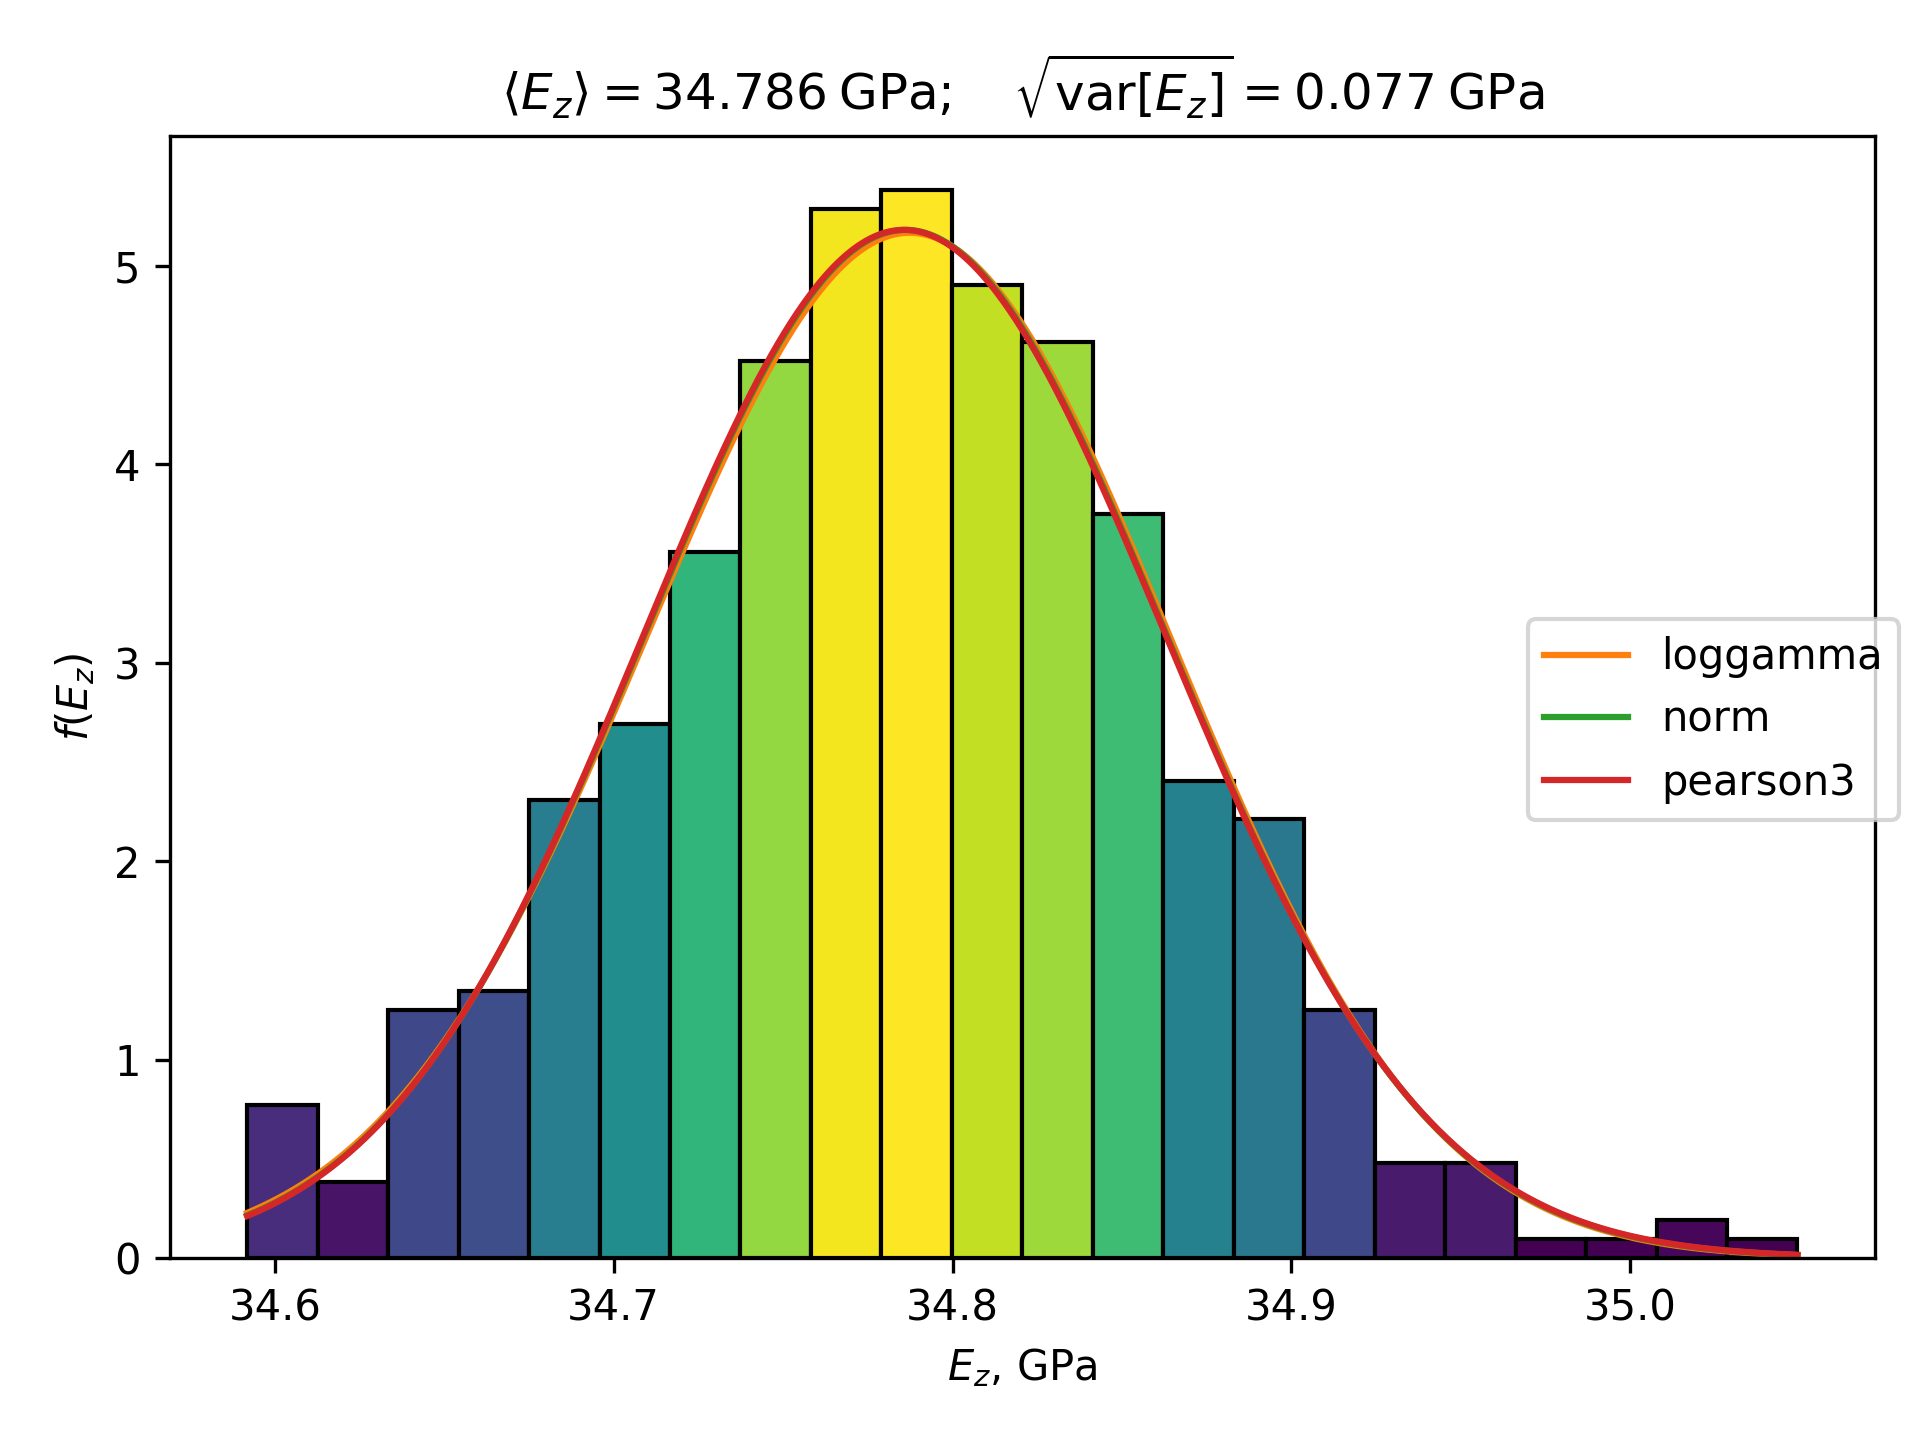 ⟨E_z⟩ = 34.786 GPa; √var[E_z] = 0.077 GPa
f(E_z)
5
4
3
2
1
0
loggamma
norm
pearson3
34.6 34.7 34.8 34.9 35.0
E_z, GPa